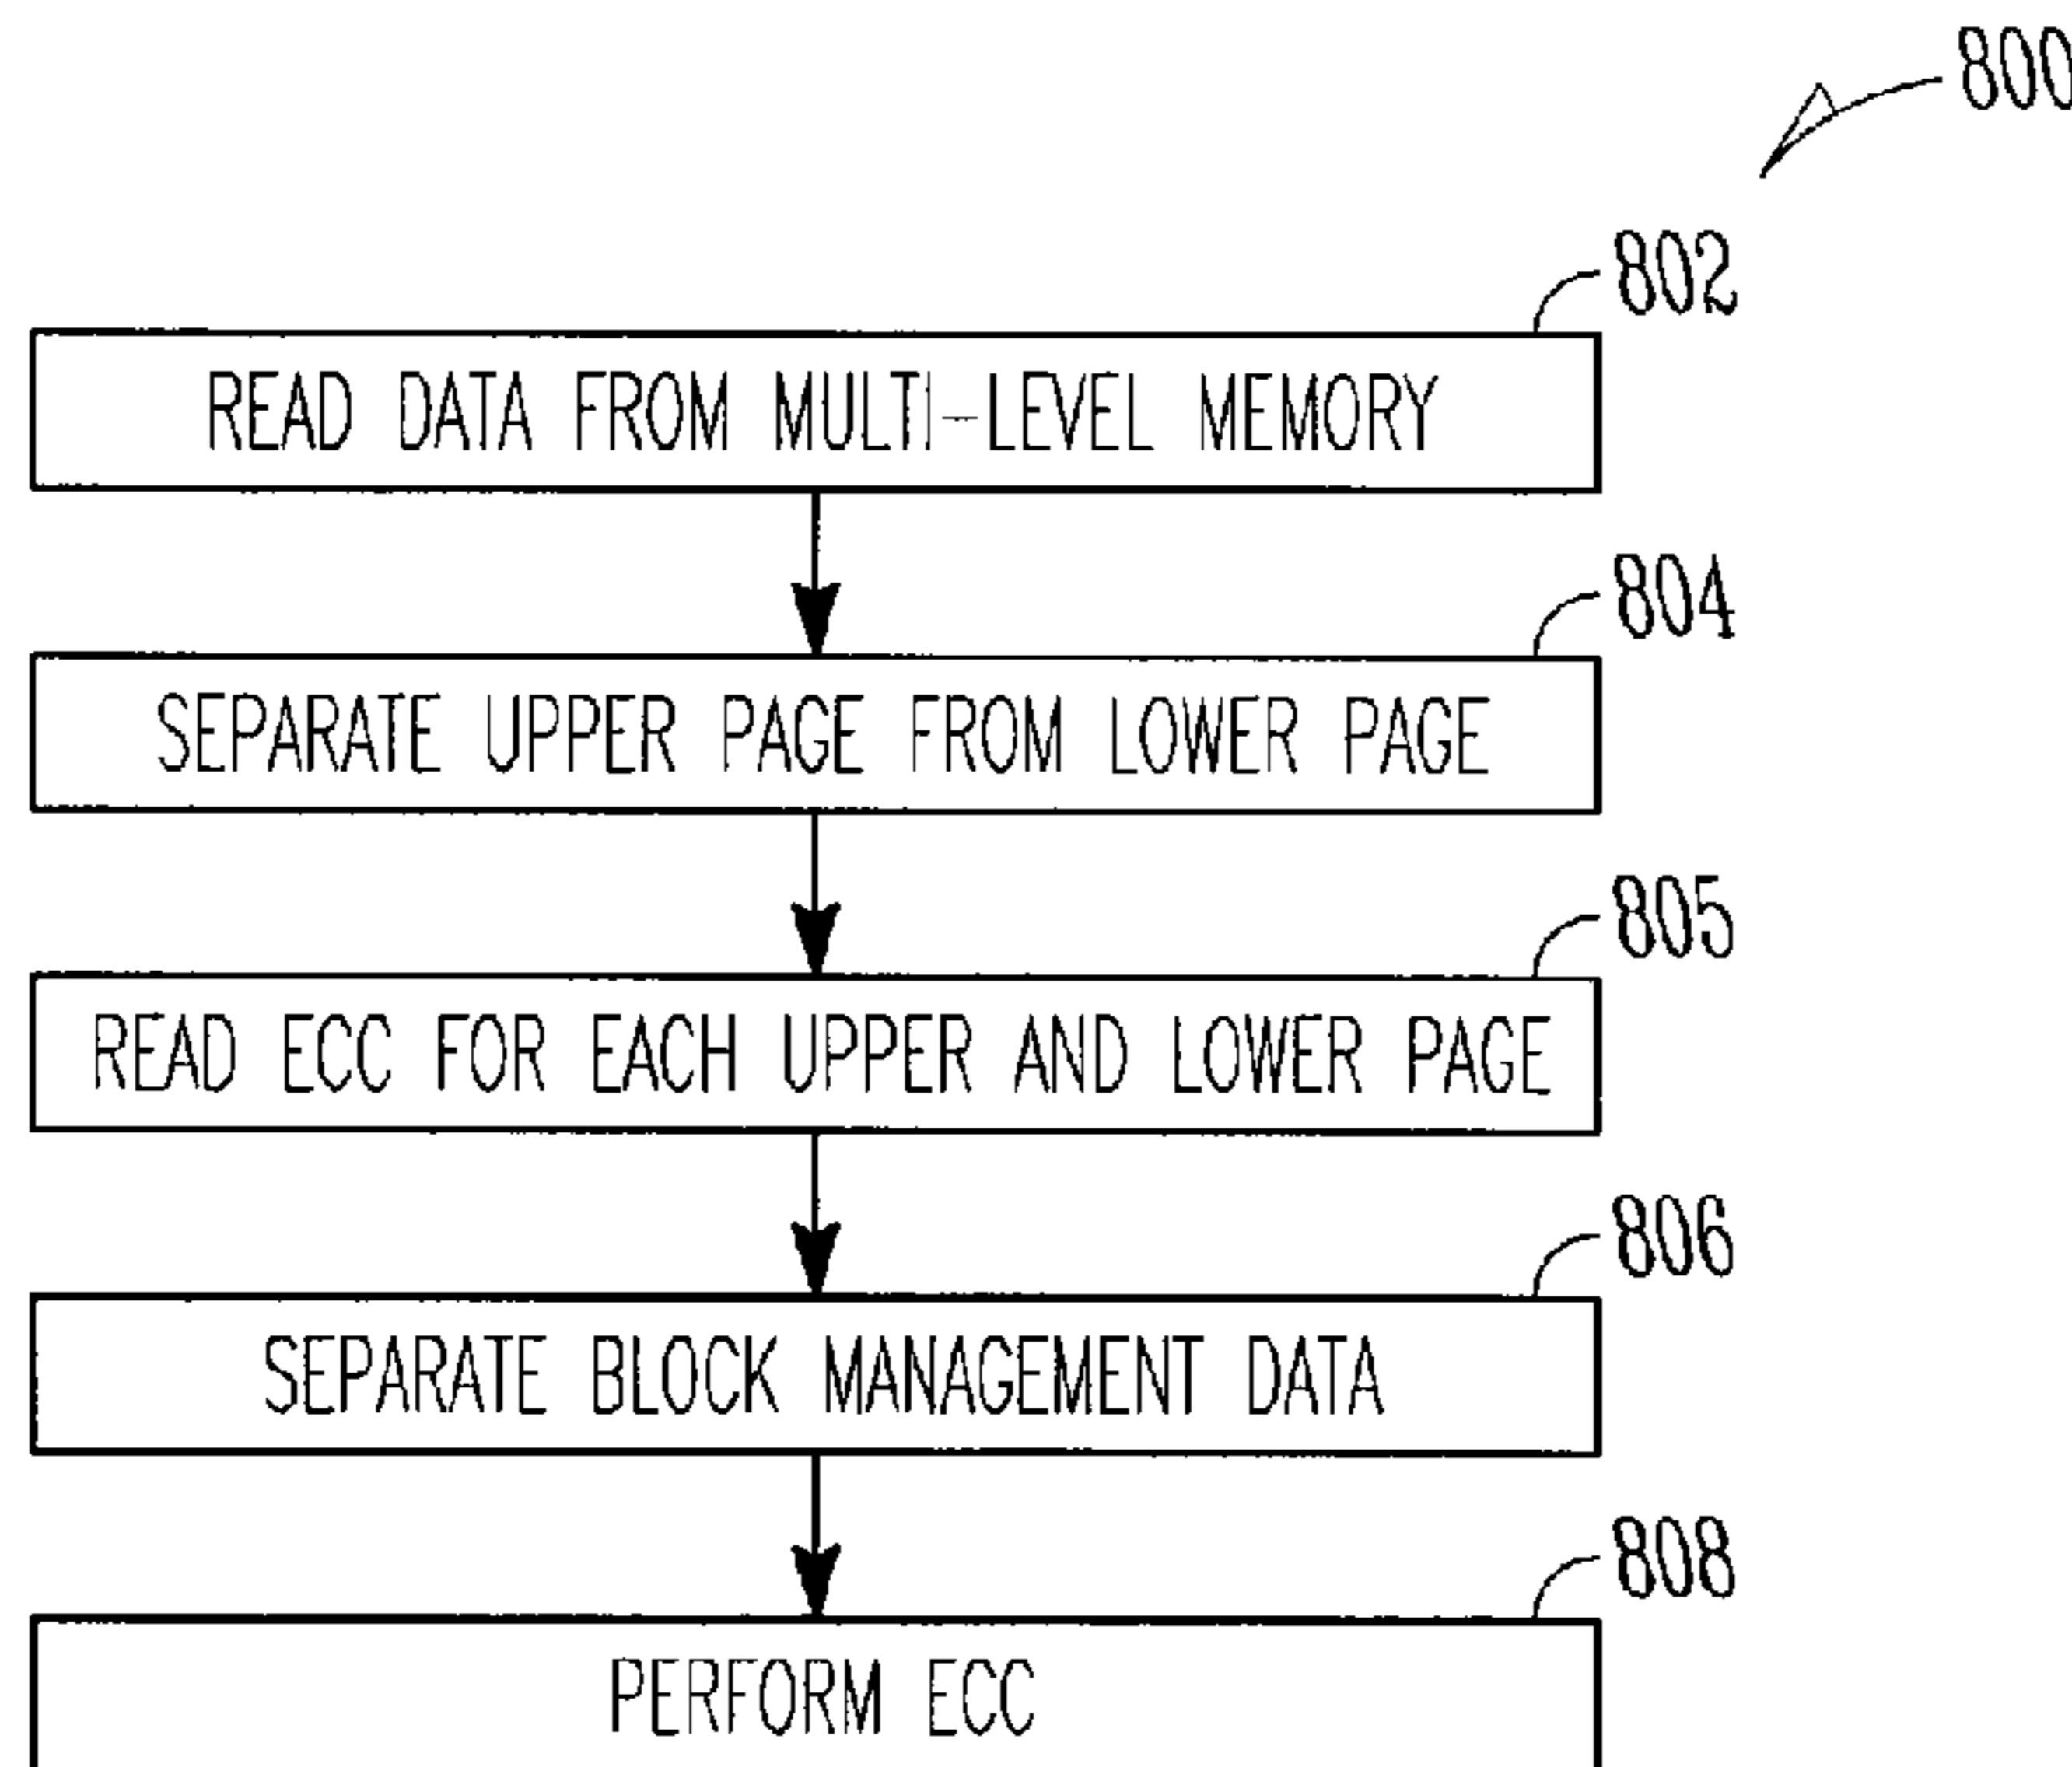 800
802
READ DATA FROM MULTI-LEVEL MEMORY
804
SEPARATE UPPER PAGE FROM LOWER PAGE
805
READ ECC FOR EACH UPPER AND LOWER PAGE
806
SEPARATE BLOCK MANAGEMENT DATA
808
PERFORM ECC